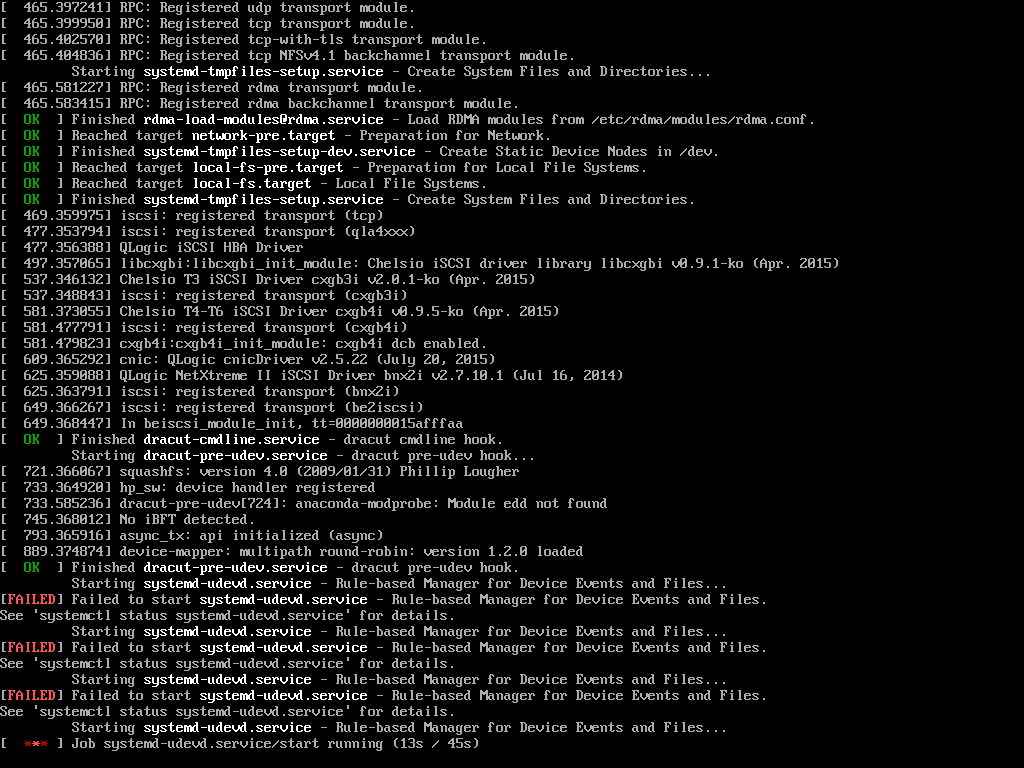 [  465.397241] RPC: Registered udp transport module.
[  465.399950] RPC: Registered tcp transport module.
[  465.402570] RPC: Registered tcp-with-tls transport module.
[  465.404836] RPC: Registered tcp NFSv4.1 backchannel transport module.
         Starting systemd-tmpfiles-setup.service - Create System Files and Directories...
[  465.581227] RPC: Registered rdma transport module.
[  465.583415] RPC: Registered rdma backchannel transport module.
[  OK  ] Finished rdma-load-modules@rdma.service - Load RDMA modules from /etc/rdma/modules/rdma.conf.
[  OK  ] Reached target network-pre.target - Preparation for Network.
[  OK  ] Finished systemd-tmpfiles-setup-dev.service - Create Static Device Nodes in /dev.
[  OK  ] Reached target local-fs-pre.target - Preparation for Local File Systems.
[  OK  ] Reached target local-fs.target - Local File Systems.
[  OK  ] Finished systemd-tmpfiles-setup.service - Create System Files and Directories.
[  469.359975] iscsi: registered transport (tcp)
[  477.353794] iscsi: registered transport (qla4xxx)
[  477.356388] QLogic iSCSI HBA Driver
[  497.357065] libcxgbi:libcxgbi_init_module: Chelsio iSCSI driver library libcxgbi v0.9.1-ko (Apr. 2015)
[  537.346132] Chelsio T3 iSCSI Driver cxgb3i v2.0.1-ko (Apr. 2015)
[  537.348843] iscsi: registered transport (cxgb3i)
[  581.373055] Chelsio T4-T6 iSCSI Driver cxgb4i v0.9.5-ko (Apr. 2015)
[  581.477791] iscsi: registered transport (cxgb4i)
[  581.479823] cxgb4i:cxgb4i_init_module: cxgb4i dcb enabled.
[  609.365292] cnic: QLogic cnicDriver v2.5.22 (July 20, 2015)
[  625.359088] QLogic NetXtreme II iSCSI Driver bnx2i v2.7.10.1 (Jul 16, 2014)
[  625.363791] iscsi: registered transport (bnx2i)
[  649.366267] iscsi: registered transport (be2iscsi)
[  649.368447] In beiscsi_module_init, tt=0000000015afffaa
[  OK  ] Finished dracut-cmdline.service - dracut cmdline hook.
         Starting dracut-pre-udev.service - dracut pre-udev hook...
[  721.366067] squashfs: version 4.0 (2009/01/31) Phillip Lougher
[  733.364920] hp_sw: device handler registered
[  733.585236] dracut-pre-udev[724]: anaconda-modprobe: Module edd not found
[  745.368012] No iBFT detected.
[  793.365916] async_tx: api initialized (async)
[  889.374874] device-mapper: multipath round-robin: version 1.2.0 loaded
[  OK  ] Finished dracut-pre-udev.service - dracut pre-udev hook.
         Starting systemd-udevd.service - Rule-based Manager for Device Events and Files...
[FAILED] Failed to start systemd-udevd.service - Rule-based Manager for Device Events and Files.
See 'systemctl status systemd-udevd.service' for details.
         Starting systemd-udevd.service - Rule-based Manager for Device Events and Files...
[FAILED] Failed to start systemd-udevd.service - Rule-based Manager for Device Events and Files.
See 'systemctl status systemd-udevd.service' for details.
         Starting systemd-udevd.service - Rule-based Manager for Device Events and Files...
[FAILED] Failed to start systemd-udevd.service - Rule-based Manager for Device Events and Files.
See 'systemctl status systemd-udevd.service' for details.
         Starting systemd-udevd.service - Rule-based Manager for Device Events and Files...
[  *** ] Job systemd-udevd.service/start running (13s / 45s)